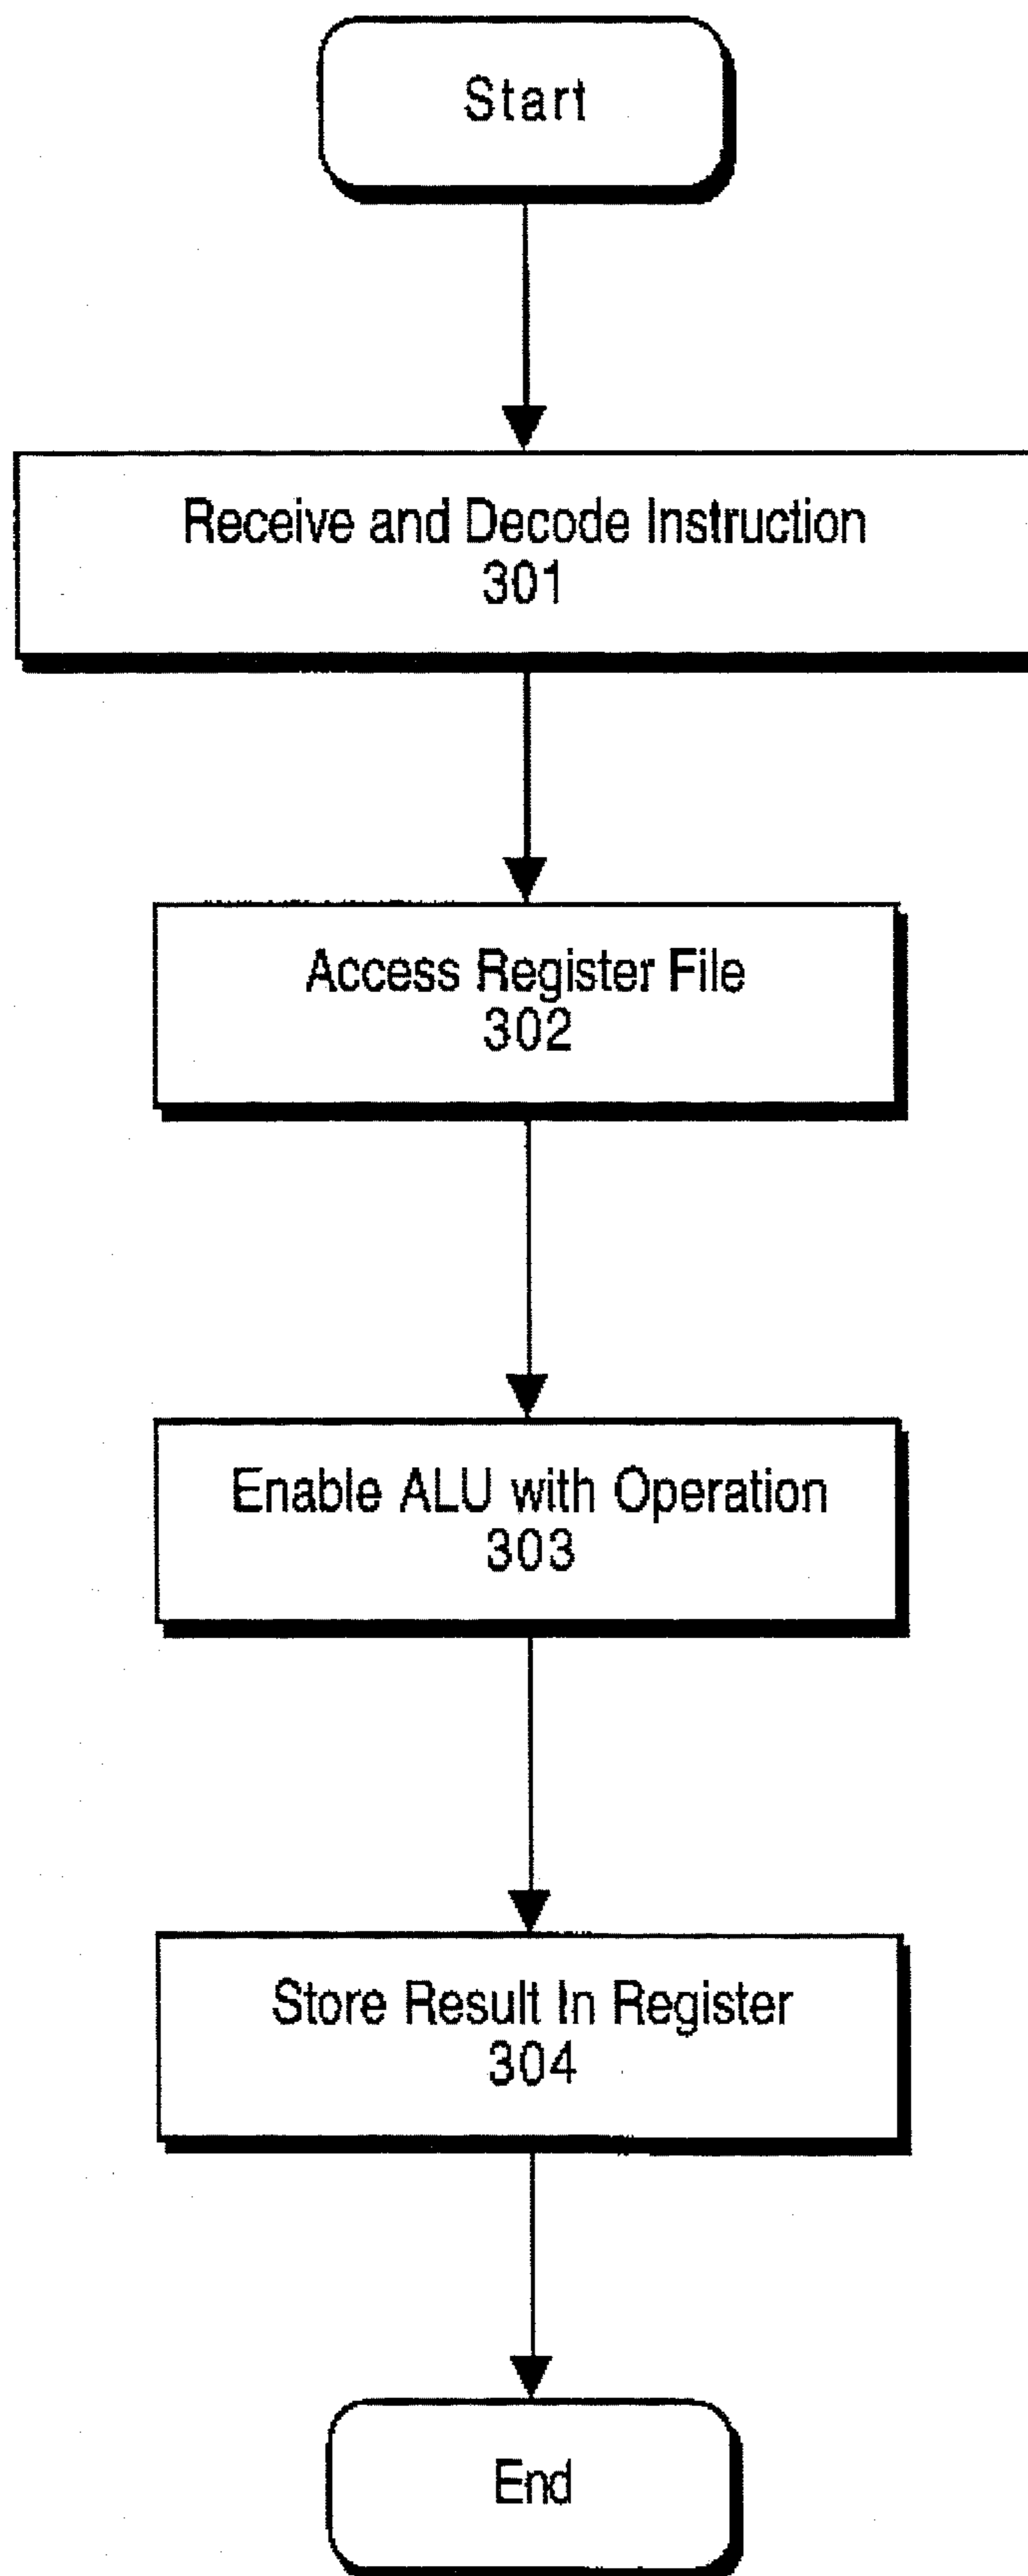 Start
Receive and Decode Instruction
301
Access Register File
302
Enable ALU with Operation
303
Store Result In Register
304
End